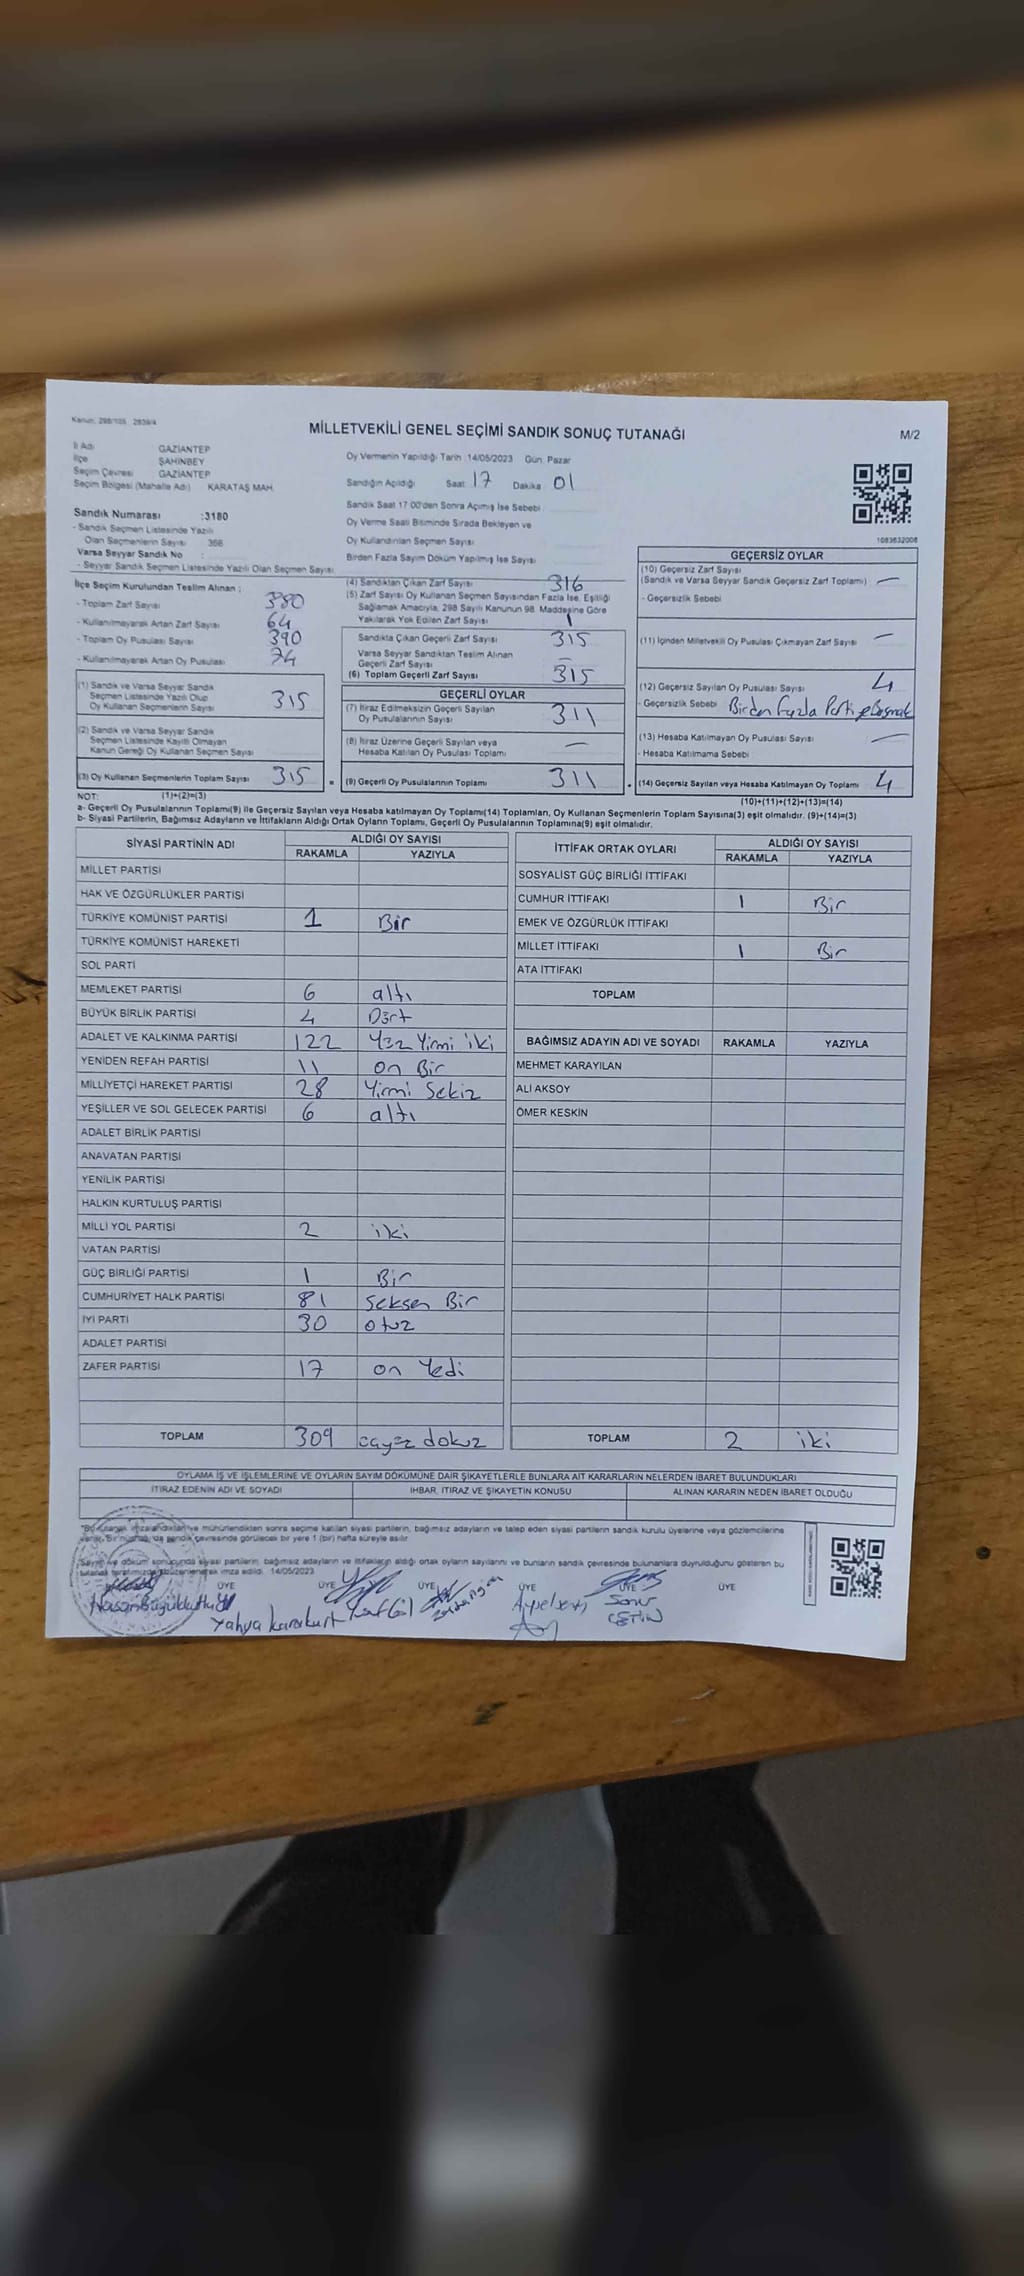 Kanun: 298/105, 2839/4
MİLLETVEKİLİ GENEL SEÇİMİ SANDIK SONUÇ TUTANAĞI
M/2
İl Adı GAZİANTEP
İlçe ŞAHİNBEY
Seçim Çevresi GAZİANTEP
Seçim Bölgesi (Mahalle Adı) KARATAŞ MAH.
Sandık Numarası :3180
- Sandık Seçmen Listesinde Yazılı
Olan Seçmenlerin Sayısı 368
Varsa Seyyar Sandık No :
- Seyyar Sandık Seçmen Listesinde Yazılı Olan Seçmen Sayısı
Oy Vermenin Yapıldığı Tarih :14/05/2023 Gün: Pazar
Sandığın Açıldığı Saat 17 Dakika 01
Sandık Saat 17:00'den Sonra Açılmış İse Sebebi
Oy Verme Saati Bitiminde Sırada Bekleyen ve
Oy Kullandırılan Seçmen Sayısı
Birden Fazla Sayım Döküm Yapılmış İse Sayısı
1083632008
İlçe Seçim Kurulundan Teslim Alınan :
- Toplam Zarf Sayısı 380
- Kullanılmayarak Artan Zarf Sayısı 64
- Toplam Oy Pusulası Sayısı 390
- Kullanılmayarak Artan Oy Pusulası 74
(1) Sandık ve Varsa Seyyar Sandık
Seçmen Listesinde Yazılı Olup
Oy Kullanan Seçmenlerin Sayısı 315
(2) Sandık ve Varsa Seyyar Sandık
Seçmen Listesinde Kayıtlı Olmayan
Kanun Gereği Oy Kullanan Seçmen Sayısı
(3) Oy Kullanan Seçmenlerin Toplam Sayısı 315
(4) Sandıktan Çıkan Zarf Sayısı 316
(5) Zarf Sayısı Oy Kullanan Seçmen Sayısından Fazla İse, Eşitliği
Sağlamak Amacıyla, 298 Sayılı Kanunun 98. Maddesine Göre
Yakılarak Yok Edilen Zarf Sayısı 1
Sandıkta Çıkan Geçerli Zarf Sayısı 315
Varsa Seyyar Sandıktan Teslim Alınan
Geçerli Zarf Sayısı –
(6) Toplam Geçerli Zarf Sayısı 315
GEÇERLİ OYLAR
(7) İtiraz Edilmeksizin Geçerli Sayılan
Oy Pusulalarının Sayısı 311
(8) İtiraz Üzerine Geçerli Sayılan veya
Hesaba Katılan Oy Pusulası Toplamı –
= (9) Geçerli Oy Pusulalarının Toplamı 311
GEÇERSİZ OYLAR
(10) Geçersiz Zarf Sayısı
(Sandık ve Varsa Seyyar Sandık Geçersiz Zarf Toplamı) –
- Geçersizlik Sebebi
(11) İçinden Milletvekili Oy Pusulası Çıkmayan Zarf Sayısı –
(12) Geçersiz Sayılan Oy Pusulası Sayısı 4
- Geçersizlik Sebebi Birden Fazla Partiye Basmak
(13) Hesaba Katılmayan Oy Pusulası Sayısı –
- Hesaba Katılmama Sebebi
(14) Geçersiz Sayılan veya Hesaba Katılmayan Oy Toplamı 4
NOT: (1)+(2)=(3)
(10)+(11)+(12)+(13)=(14)
a- Geçerli Oy Pusulalarının Toplamı(9) ile Geçersiz Sayılan veya Hesaba katılmayan Oy Toplamı(14) Toplamları, Oy Kullanan Seçmenlerin Toplam Sayısına(3) eşit olmalıdır. (9)+(14)=(3)
b- Siyasi Partilerin, Bağımsız Adayların ve İttifakların Aldığı Ortak Oyların Toplamı, Geçerli Oy Pusulalarının Toplamına(9) eşit olmalıdır.
SİYASİ PARTİNİN ADI ALDIĞI OY SAYISI
RAKAMLA YAZIYLA
MİLLET PARTİSİ
HAK VE ÖZGÜRLÜKLER PARTİSİ
TÜRKİYE KOMÜNİST PARTİSİ 1 Bir
TÜRKİYE KOMÜNİST HAREKETİ
SOL PARTİ
MEMLEKET PARTİSİ 6 altı
BÜYÜK BİRLİK PARTİSİ 4 Dört
ADALET VE KALKINMA PARTİSİ 122 Yüz Yirmi iki
YENİDEN REFAH PARTİSİ 11 on Bir
MİLLİYETÇİ HAREKET PARTİSİ 28 Yirmi Sekiz
YEŞİLLER VE SOL GELECEK PARTİSİ 6 altı
ADALET BİRLİK PARTİSİ
ANAVATAN PARTİSİ
YENİLİK PARTİSİ
HALKIN KURTULUŞ PARTİSİ
MİLLİ YOL PARTİSİ 2 iki
VATAN PARTİSİ
GÜÇ BİRLİĞİ PARTİSİ 1 Bir
CUMHURİYET HALK PARTİSİ 81 Seksen Bir
İYİ PARTİ 30 otuz
ADALET PARTİSİ
ZAFER PARTİSİ 17 on Yedi
TOPLAM 309 üçyüz dokuz
İTTİFAK ORTAK OYLARI ALDIĞI OY SAYISI
RAKAMLA YAZIYLA
SOSYALİST GÜÇ BİRLİĞİ İTTİFAKI
CUMHUR İTTİFAKI 1 Bir
EMEK VE ÖZGÜRLÜK İTTİFAKI
MİLLET İTTİFAKI 1 Bir
ATA İTTİFAKI
TOPLAM
BAĞIMSIZ ADAYIN ADI VE SOYADI RAKAMLA YAZIYLA
MEHMET KARAYILAN
ALİ AKSOY
ÖMER KESKİN
TOPLAM 2 iki
OYLAMA İŞ VE İŞLEMLERİNE VE OYLARIN SAYIM DÖKÜMÜNE DAİR ŞİKAYETLERLE BUNLARA AİT KARARLARIN NELERDEN İBARET BULUNDUKLARI
İTİRAZ EDENİN ADI VE SOYADI İHBAR, İTİRAZ VE ŞİKAYETİN KONUSU ALINAN KARARIN NEDEN İBARET OLDUĞU
"Bu tutanak imzalandıktan ve mühürlendikten sonra seçime katılan siyasi partilerin, bağımsız adayların ve talep eden siyasi partilerin sandık kurulu üyelerine veya gözlemcilerine
sandık çevresinde görülecek bir yere 1 (bir) hafta süreyle asılır.
Sayım ve döküm sonucunda siyasi partilerin, bağımsız adayların ve ittifakların aldığı ortak oyların sayılarını ve bunların sandık çevresinde bulunanlara duyurulduğunu gösteren bu
tutanak tarafımızdan düzenlenerek imza edildi. 14/05/2023
ÜYE ÜYE ÜYE ÜYE ÜYE ÜYE
Yahya Karakurt
Soner
ÇETİN